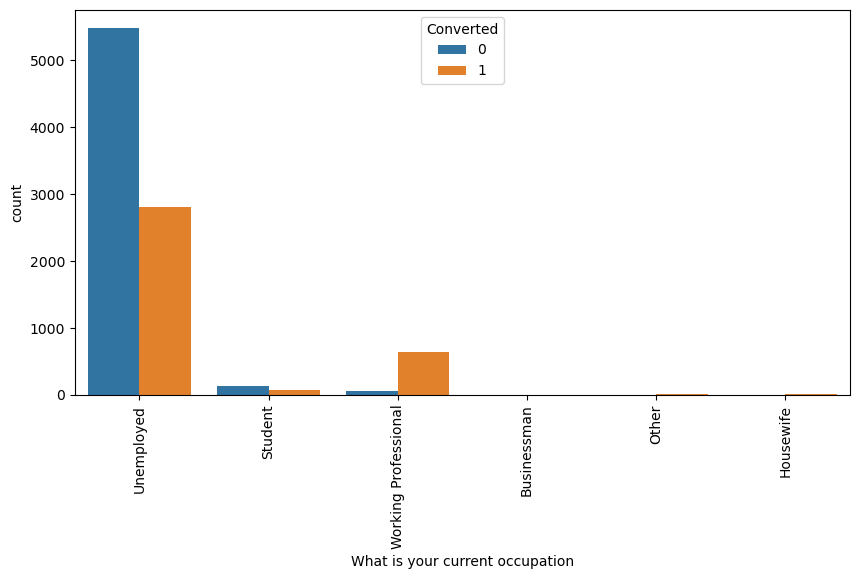 Converted
0
1
5000
4000
3000
2000
1000
0
count
Unemployed
Student
Working Professional
Businessman
Other
Housewife
What is your current occupation